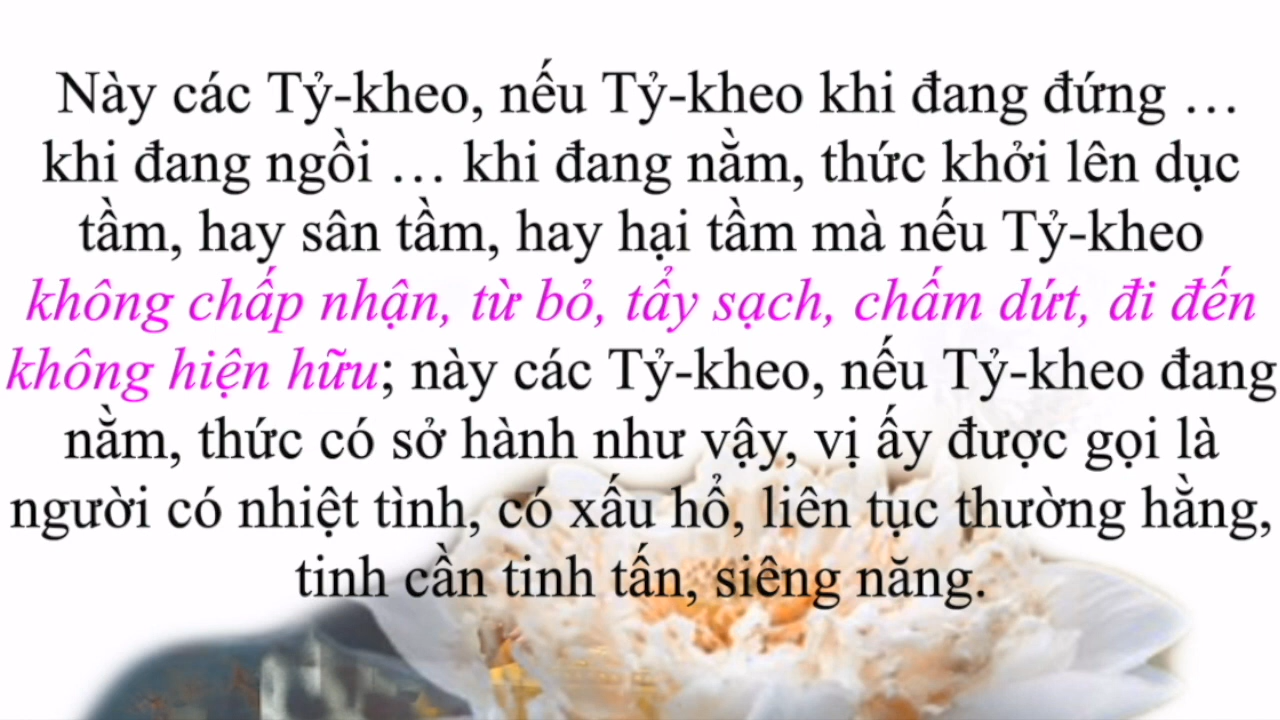 Này các Tỷ-kheo, nếu Tỷ-kheo khi đang đứng …
khi đang ngồi … khi đang nằm, thức khởi lên dục
tầm, hay sân tầm, hay hại tầm mà nếu Tỷ-kheo
không chấp nhận, từ bỏ, tẩy sạch, chấm dứt, đi đến
không hiện hữu; này các Tỷ-kheo, nếu Tỷ-kheo đang
nằm, thức có sở hành như vậy, vị ấy được gọi là
người có nhiệt tình, có xấu hổ, liên tục thường hằng,
tinh cần tinh tấn, siêng năng.